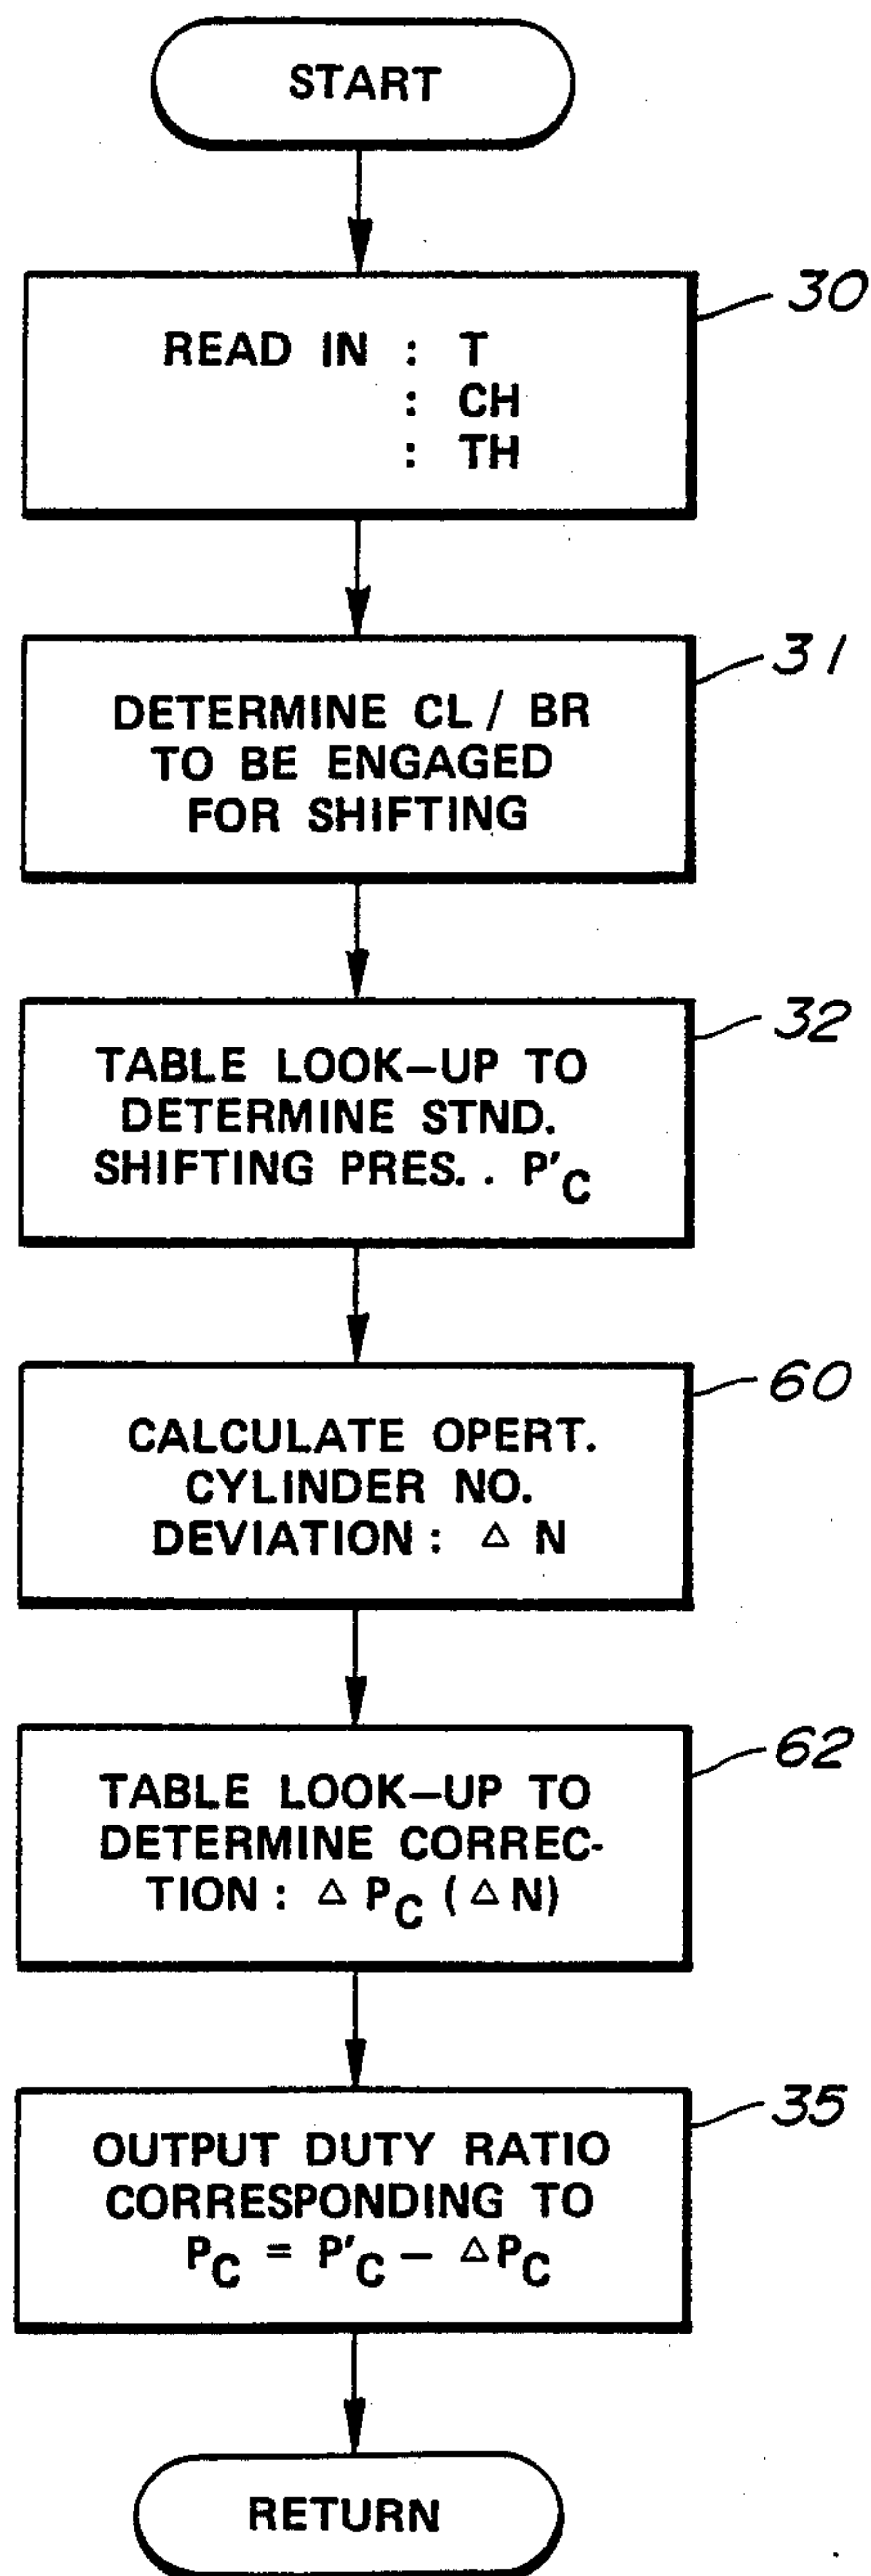 START
30
READ IN : T
: CH
: TH
31
DETERMINE CL / BR
TO BE ENGAGED
FOR SHIFTING
32
TABLE LOOK–UP TO
DETERMINE STND.
SHIFTING PRES. . P'C
60
CALCULATE OPERT.
CYLINDER NO.
DEVIATION : △ N
62
TABLE LOOK–UP TO
DETERMINE CORREC-
TION : △ PC (△ N)
35
OUTPUT DUTY RATIO
CORRESPONDING TO
PC = P'C – △PC
RETURN